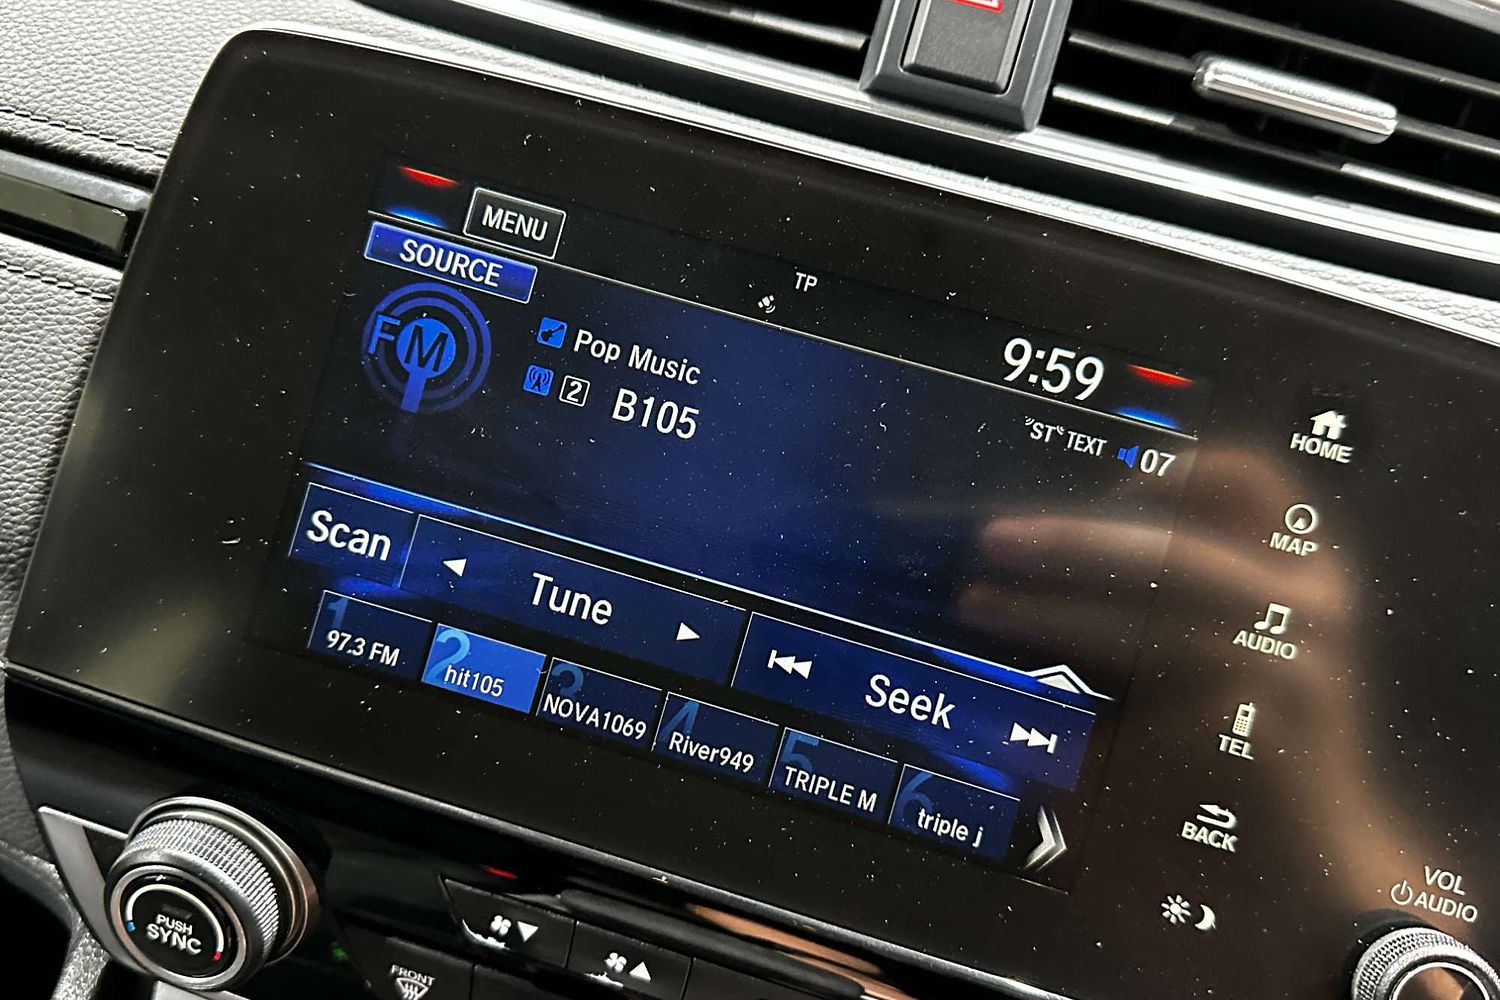 MENU
TP
SOURCE
9:59
FM
Pop Music
2 B105
"ST" TEXT 07
Scan
Tune
Seek
1 97.3 FM
2 hit105
3 NOVA1069
4 River949
5 TRIPLE M
6 triple j
HOME
MAP
AUDIO
TEL
BACK
VOL
AUDIO
PUSH
SYNC
FRONT